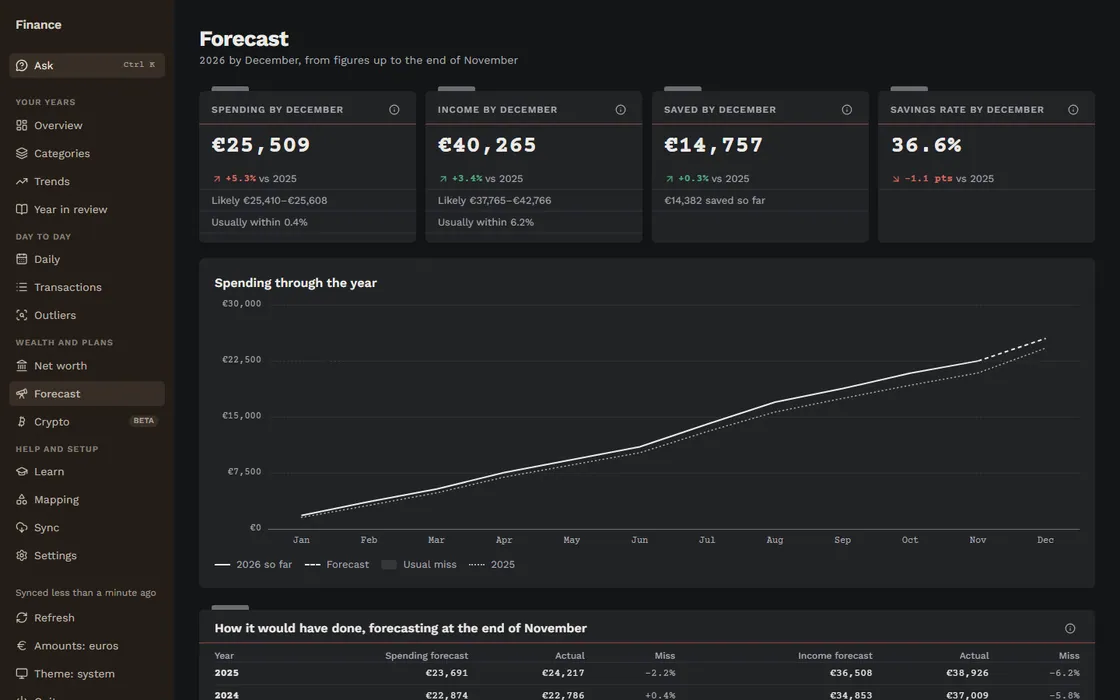 Finance
Ask Ctrl K
YOUR YEARS
Overview
Categories
Trends
Year in review
DAY TO DAY
Daily
Transactions
Outliers
WEALTH AND PLANS
Net worth
Forecast
Crypto BETA
HELP AND SETUP
Learn
Mapping
Sync
Settings
Synced less than a minute ago
Refresh
€ Amounts: euros
Theme: system
Forecast
2026 by December, from figures up to the end of November
SPENDING BY DECEMBER
€25,509
+5.3% vs 2025
Likely €25,410–€25,608
Usually within 0.4%
INCOME BY DECEMBER
€40,265
+3.4% vs 2025
Likely €37,765–€42,766
Usually within 6.2%
SAVED BY DECEMBER
€14,757
+0.3% vs 2025
€14,382 saved so far
SAVINGS RATE BY DECEMBER
36.6%
-1.1 pts vs 2025
Spending through the year
€30,000
€22,500
€15,000
€7,500
€0
Jan Feb Mar Apr May Jun Jul Aug Sep Oct Nov Dec
2026 so far Forecast Usual miss 2025
How it would have done, forecasting at the end of November
Year Spending forecast Actual Miss Income forecast Actual Miss
2025 €23,691 €24,217 -2.2% €36,508 €38,926 -6.2%
2024 €22,874 €22,786 +0.4% €34,853 €37,009 -5.8%